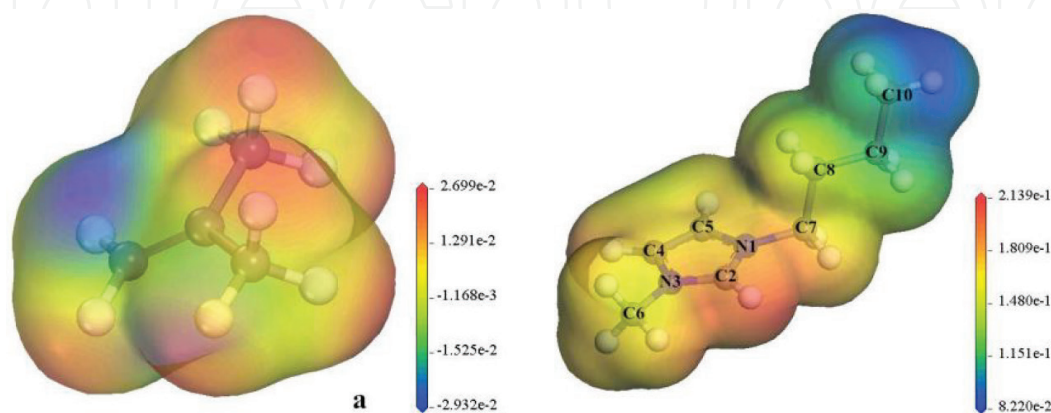 2.699e-2
1.291e-2
-1.168e-3
-1.525e-2
-2.932e-2
a
C10
C9
C8
C7
C5
N1
C4
C2
N3
C6
2.139e-1
1.809e-1
1.480e-1
1.151e-1
8.220e-2